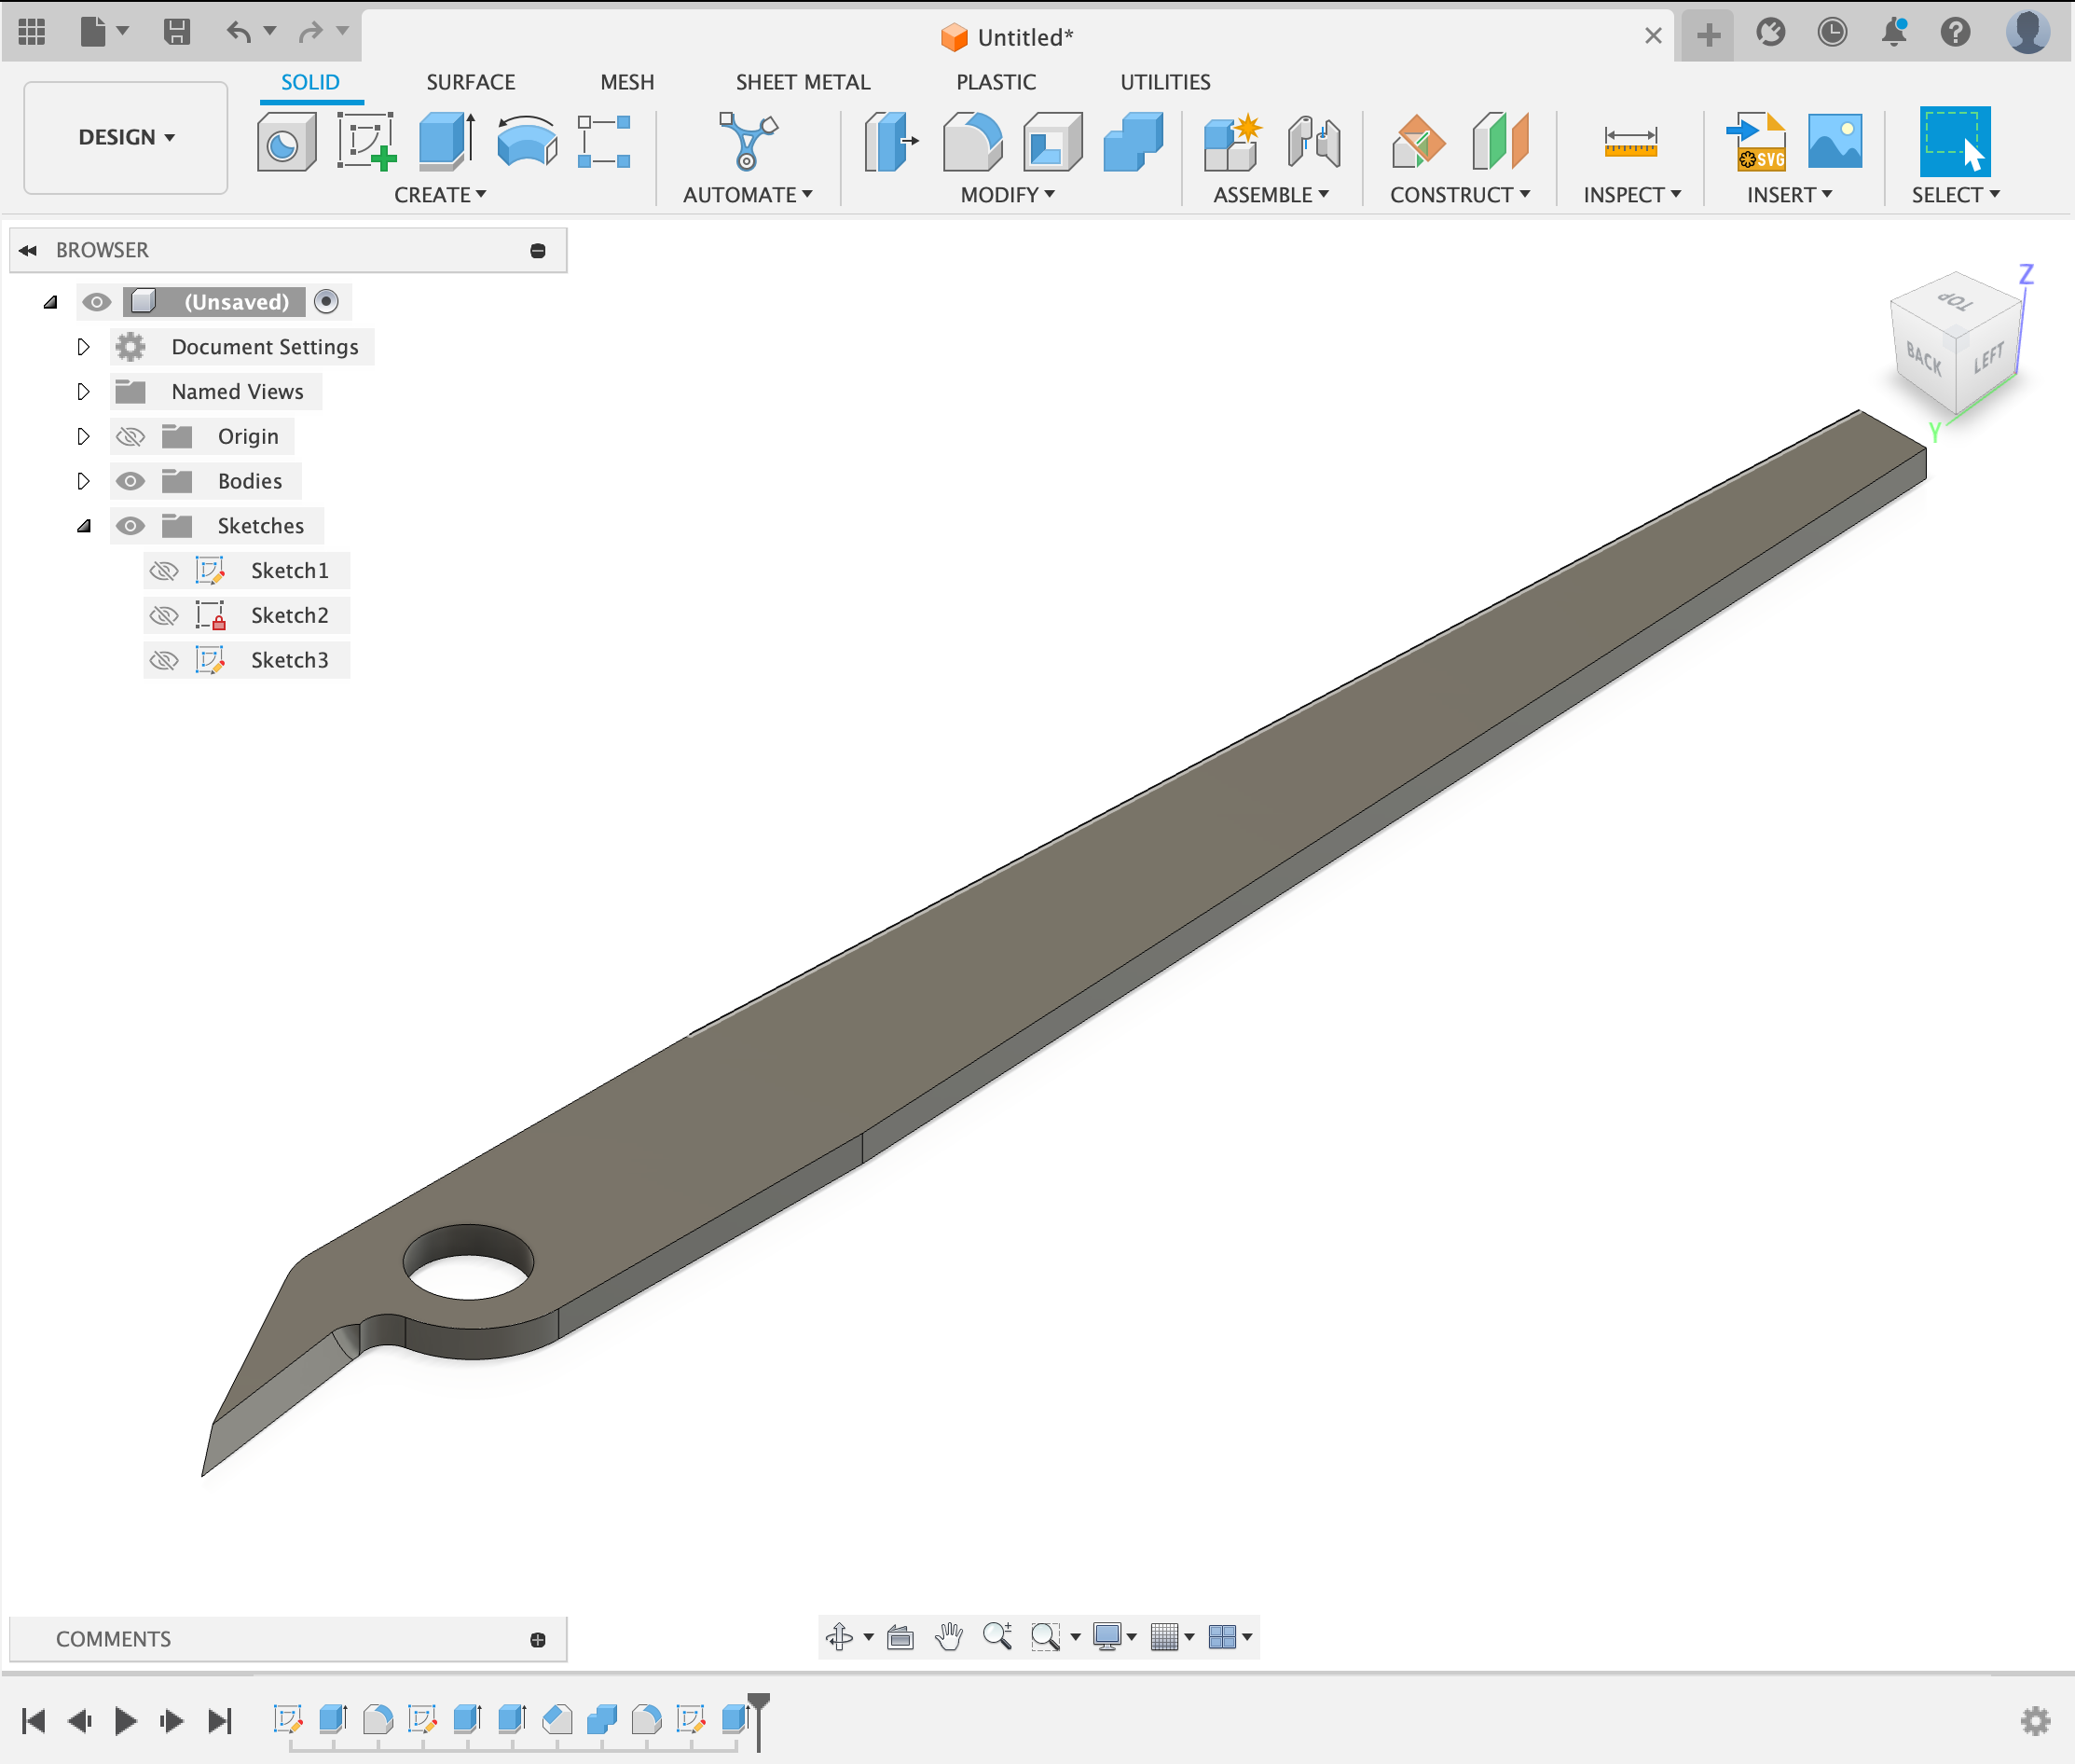 Untitled*
SOLID SURFACE MESH SHEET METAL PLASTIC UTILITIES
DESIGN
SVG
CREATE AUTOMATE MODIFY ASSEMBLE CONSTRUCT INSPECT INSERT SELECT
BROWSER
(Unsaved)
Document Settings
Named Views
Origin
Bodies
Sketches
Sketch1
Sketch2
Sketch3
Z
TOP
BACK LEFT
Y
COMMENTS